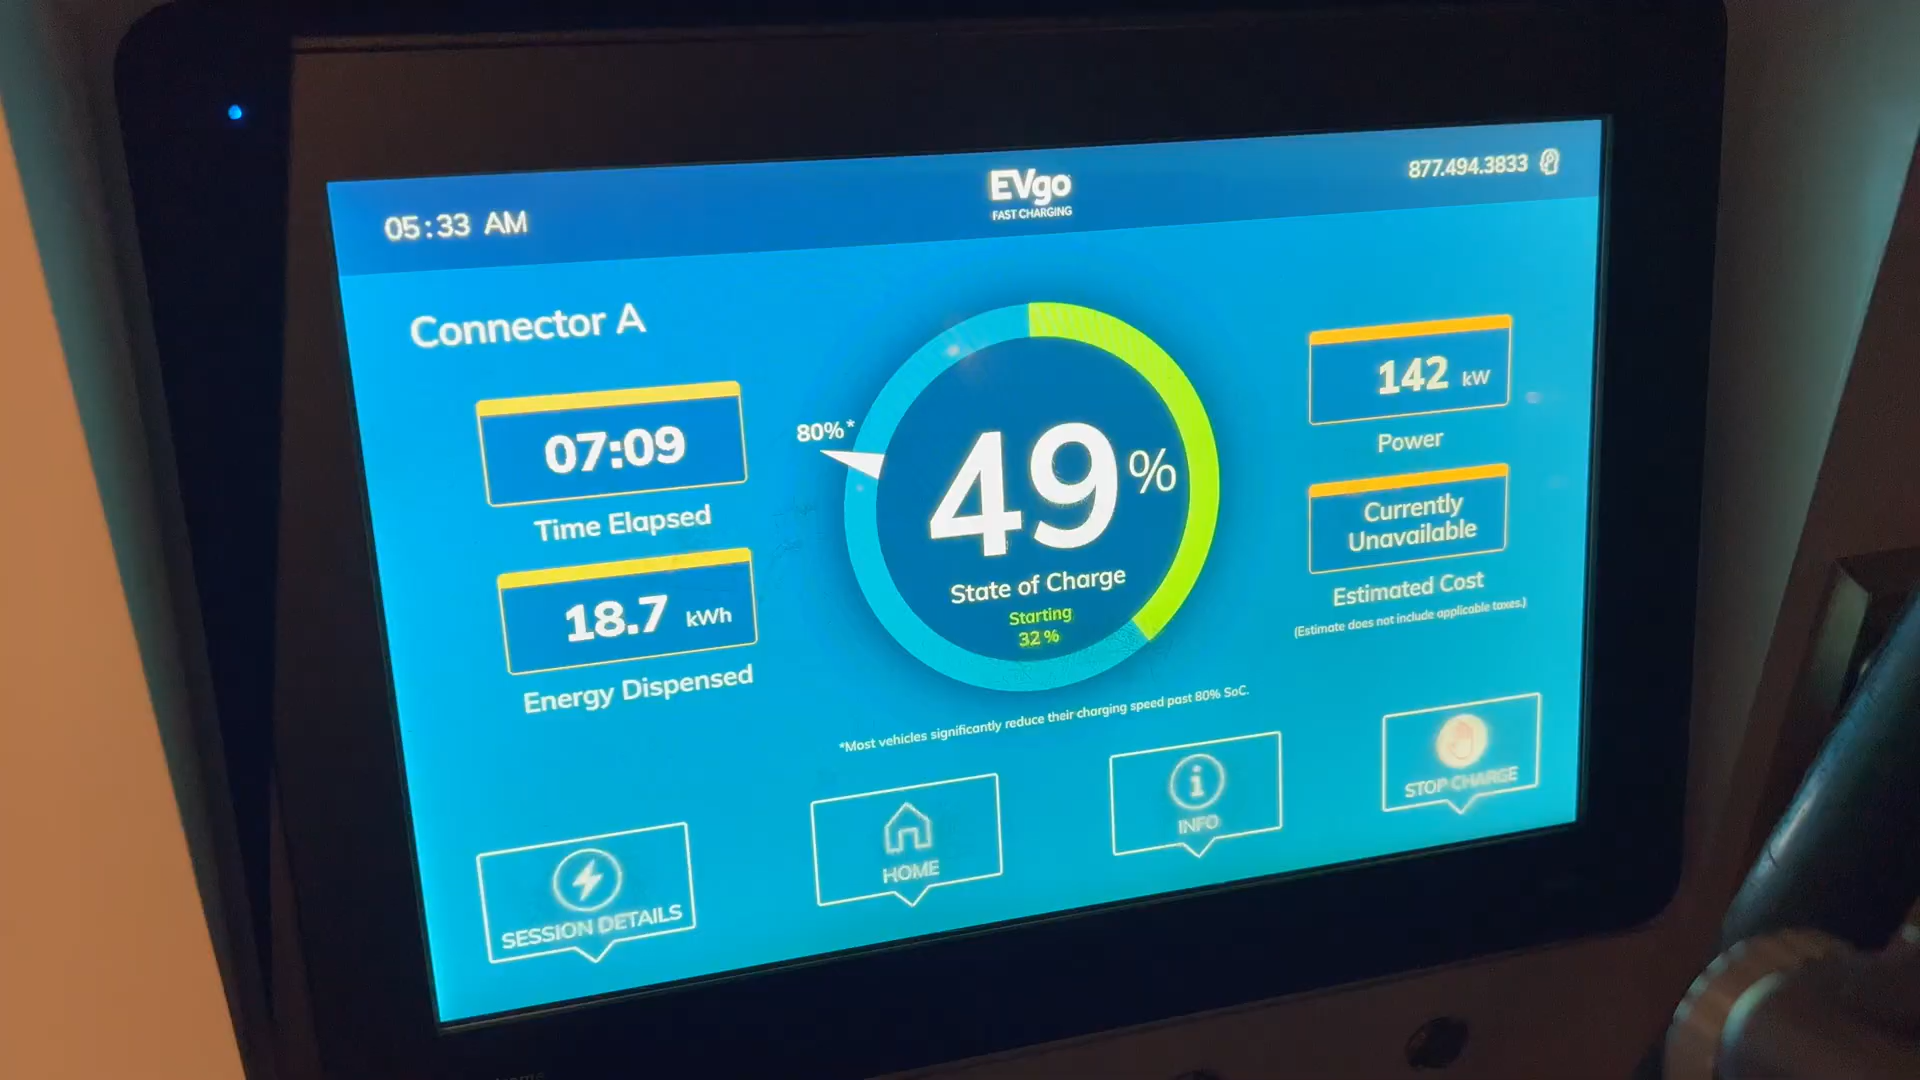 05:33 AM
EVgo
FAST CHARGING
877.494.3833
Connector A
07:09
Time Elapsed
18.7 kWh
Energy Dispensed
80%*
49%
State of Charge
Starting
32%
142 kW
Power
Currently
Unavailable
Estimated Cost
(Estimate does not include applicable taxes.)
*Most vehicles significantly reduce their charging speed past 80% SoC.
SESSION DETAILS
HOME
INFO
STOP CHARGE